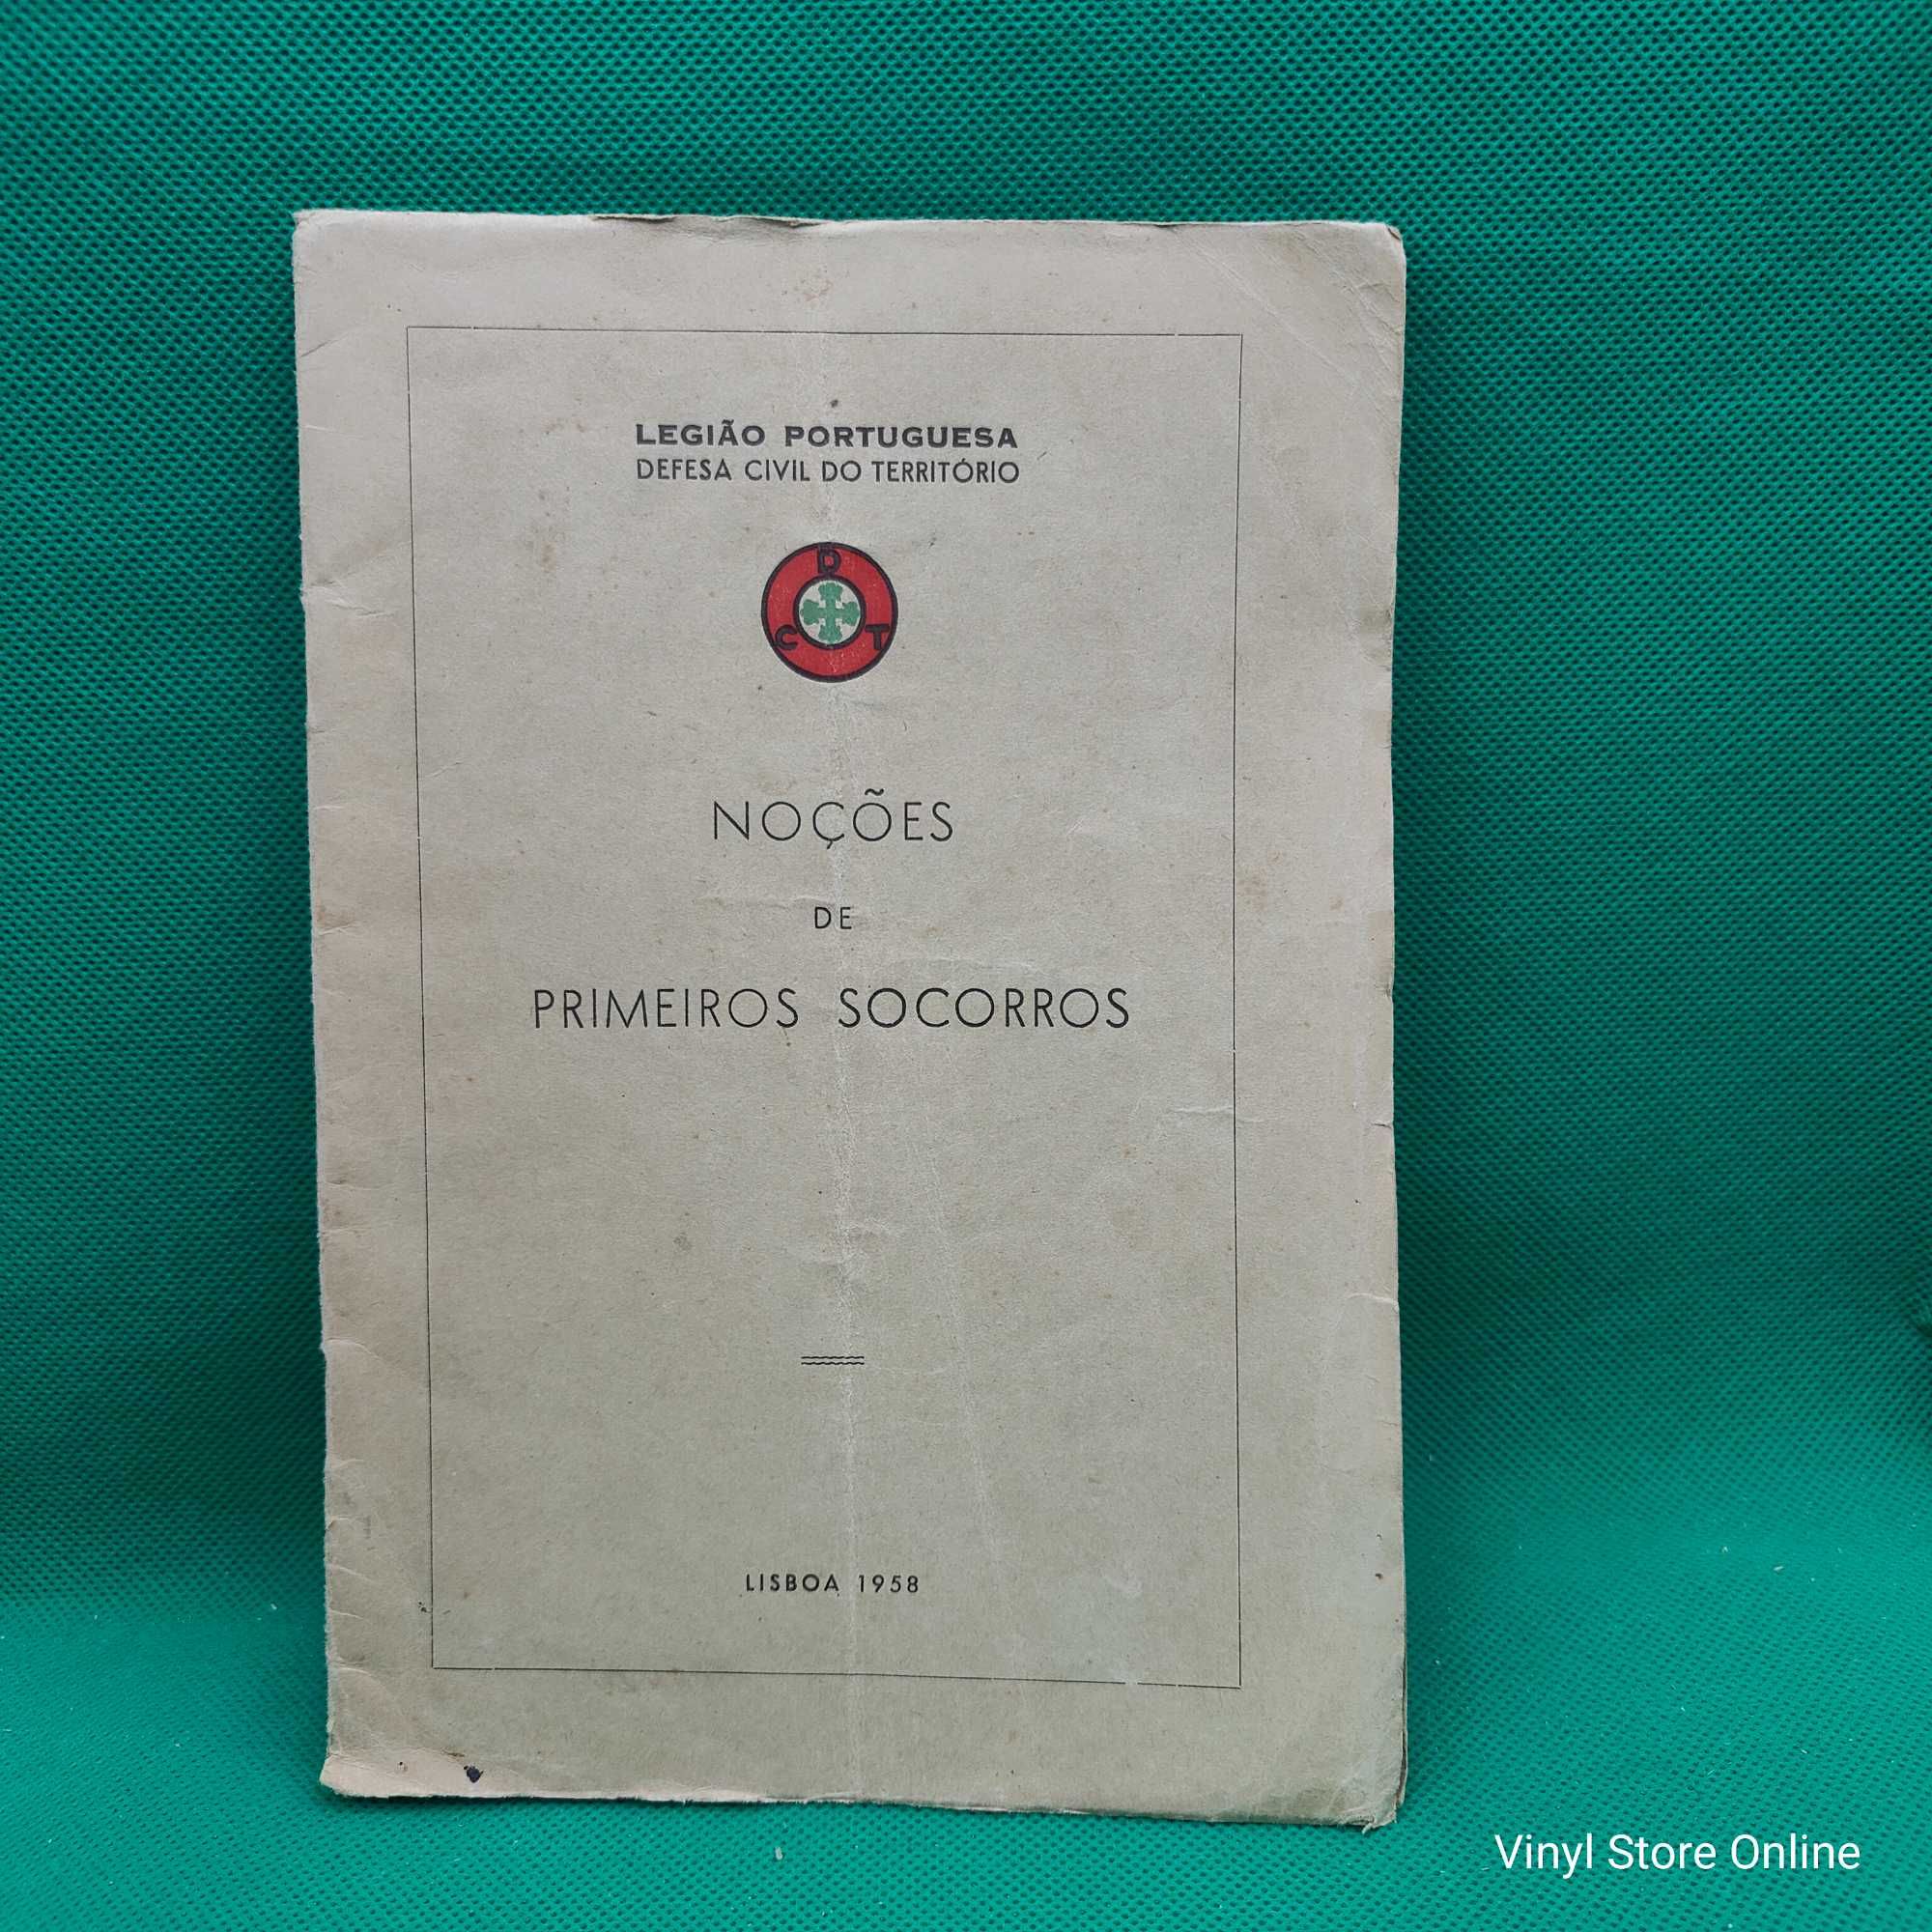 LEGIÃO PORTUGUESA
DEFESA CIVIL DO TERRITÓRIO
D
C T
NOÇÕES
DE
PRIMEIROS SOCORROS
LISBOA 1958
Vinyl Store Online